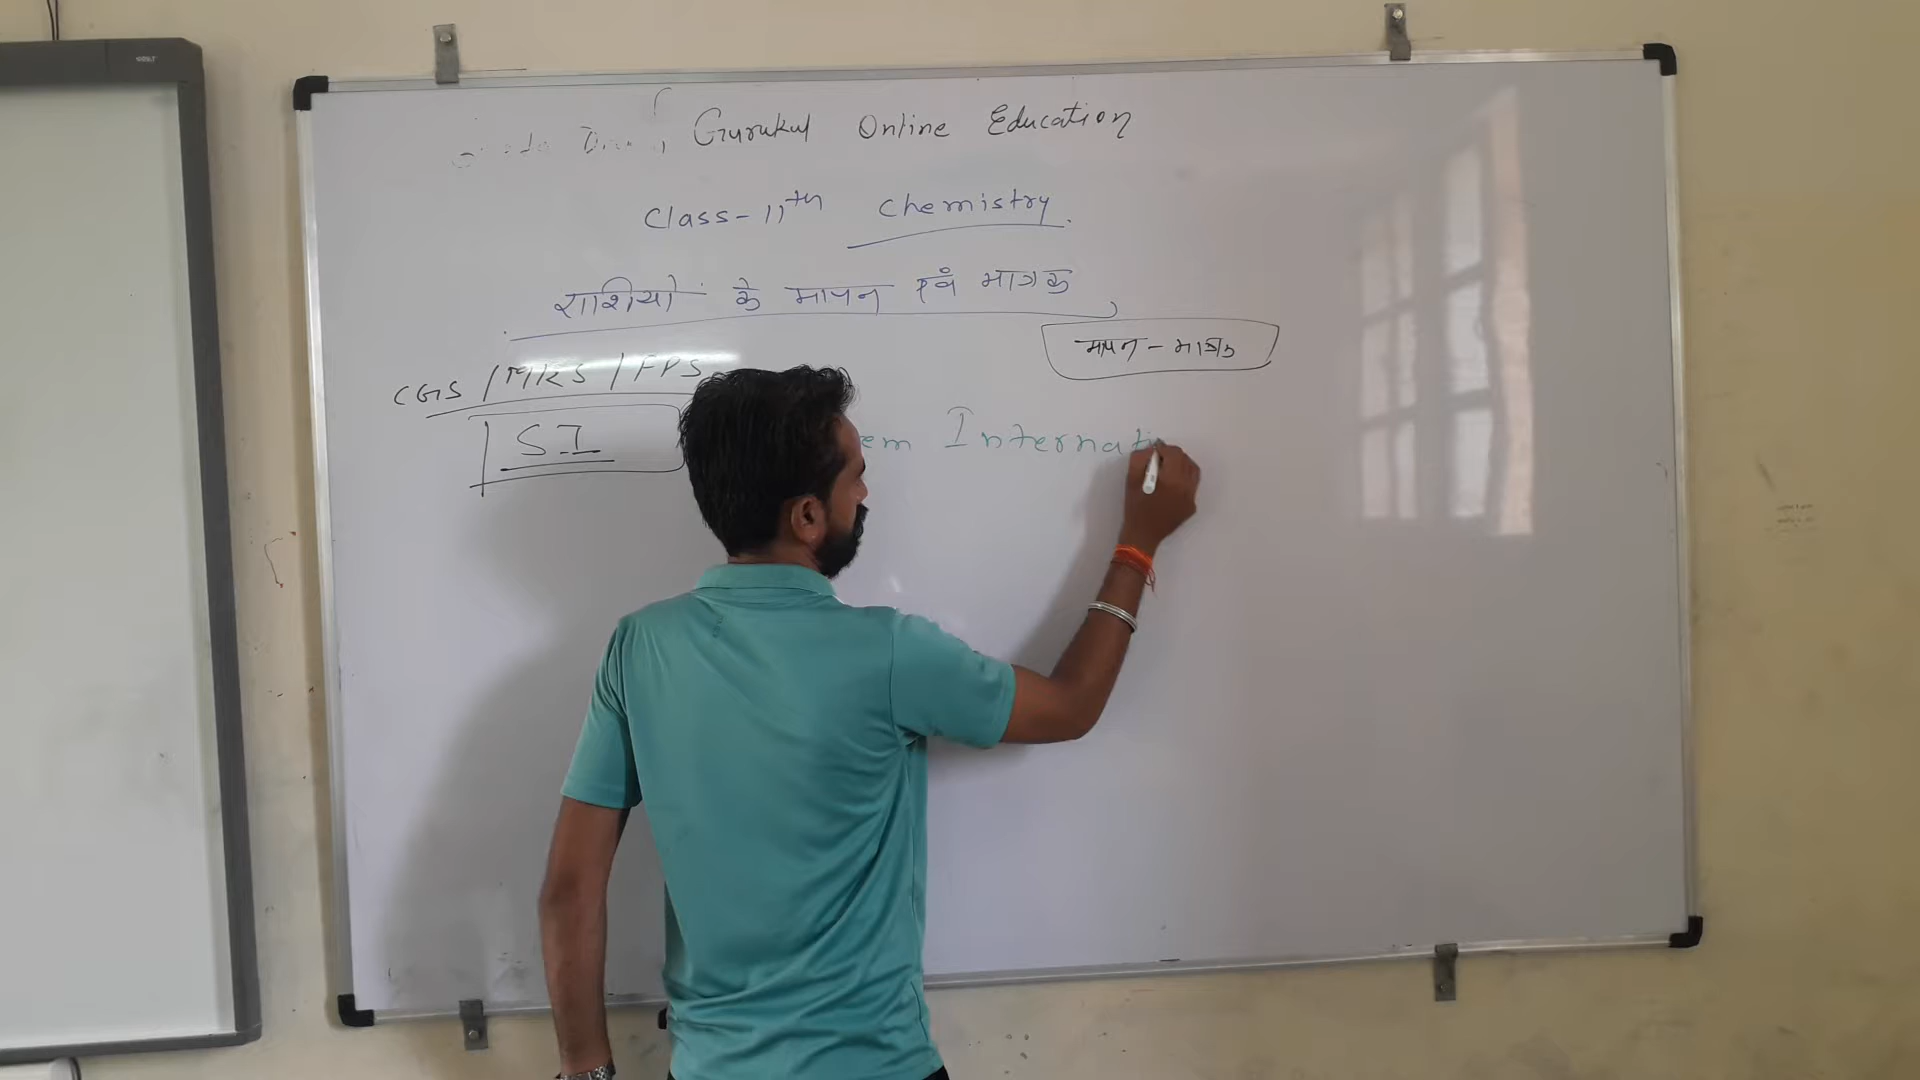 Gurukul Online Education
Class-11th Chemistry.
राशियो के मापन एवं मात्रक
मापन - मात्रक
CGS / MKS / FPS
S.I
em Internati